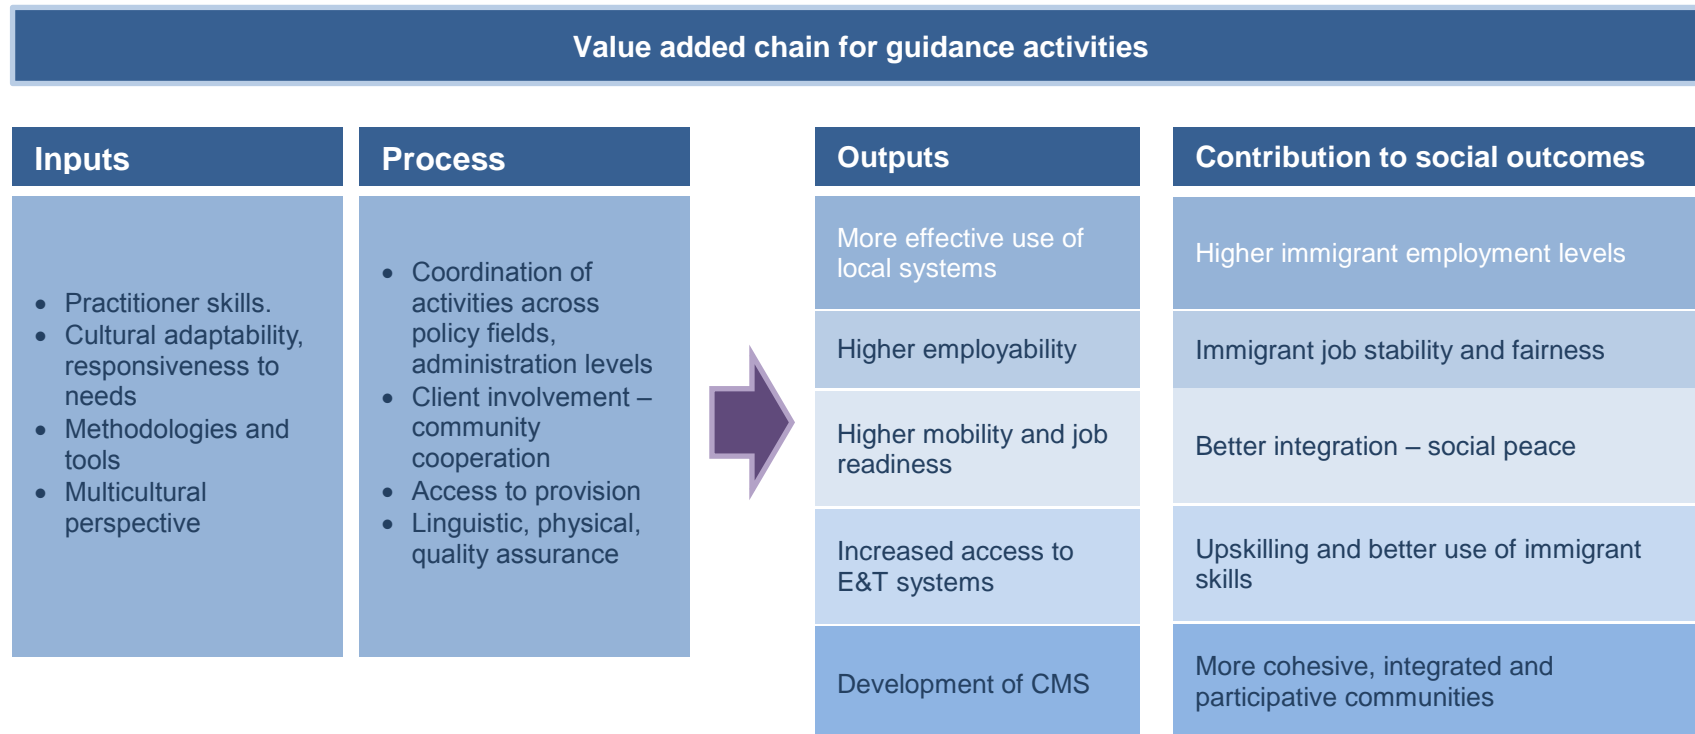 Value added chain for guidance activities
Inputs
• Practitioner skills.
• Cultural adaptability,
responsiveness to
needs
• Methodologies and
tools
• Multicultural
perspective
Process
• Coordination of
activities across
policy fields,
administration levels
• Client involvement –
community
cooperation
• Access to provision
• Linguistic, physical,
quality assurance
Outputs
More effective use of
local systems
Higher employability
Higher mobility and job
readiness
Increased access to
E&T systems
Development of CMS
Contribution to social outcomes
Higher immigrant employment levels
Immigrant job stability and fairness
Better integration – social peace
Upskilling and better use of immigrant
skills
More cohesive, integrated and
participative communities